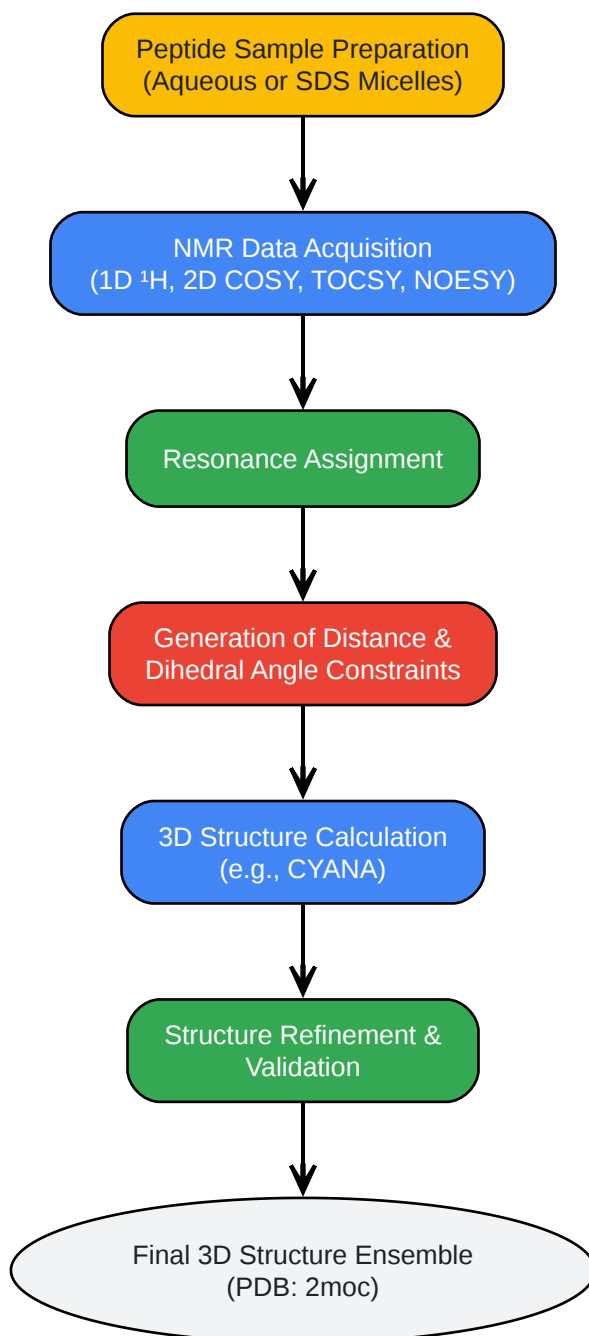 Peptide Sample Preparation
(Aqueous or SDS Micelles)
NMR Data Acquisition
(1D ¹H, 2D COSY, TOCSY, NOESY)
Resonance Assignment
Generation of Distance &
Dihedral Angle Constraints
3D Structure Calculation
(e.g., CYANA)
Structure Refinement &
Validation
Final 3D Structure Ensemble
(PDB: 2moc)